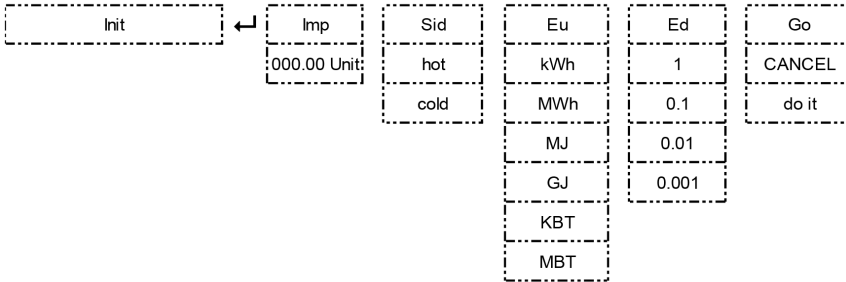 Init ↵ Imp Sid Eu Ed Go
000.00 Unit hot kWh 1 CANCEL
cold MWh 0.1 do it
MJ 0.01
GJ 0.001
KBT
MBT